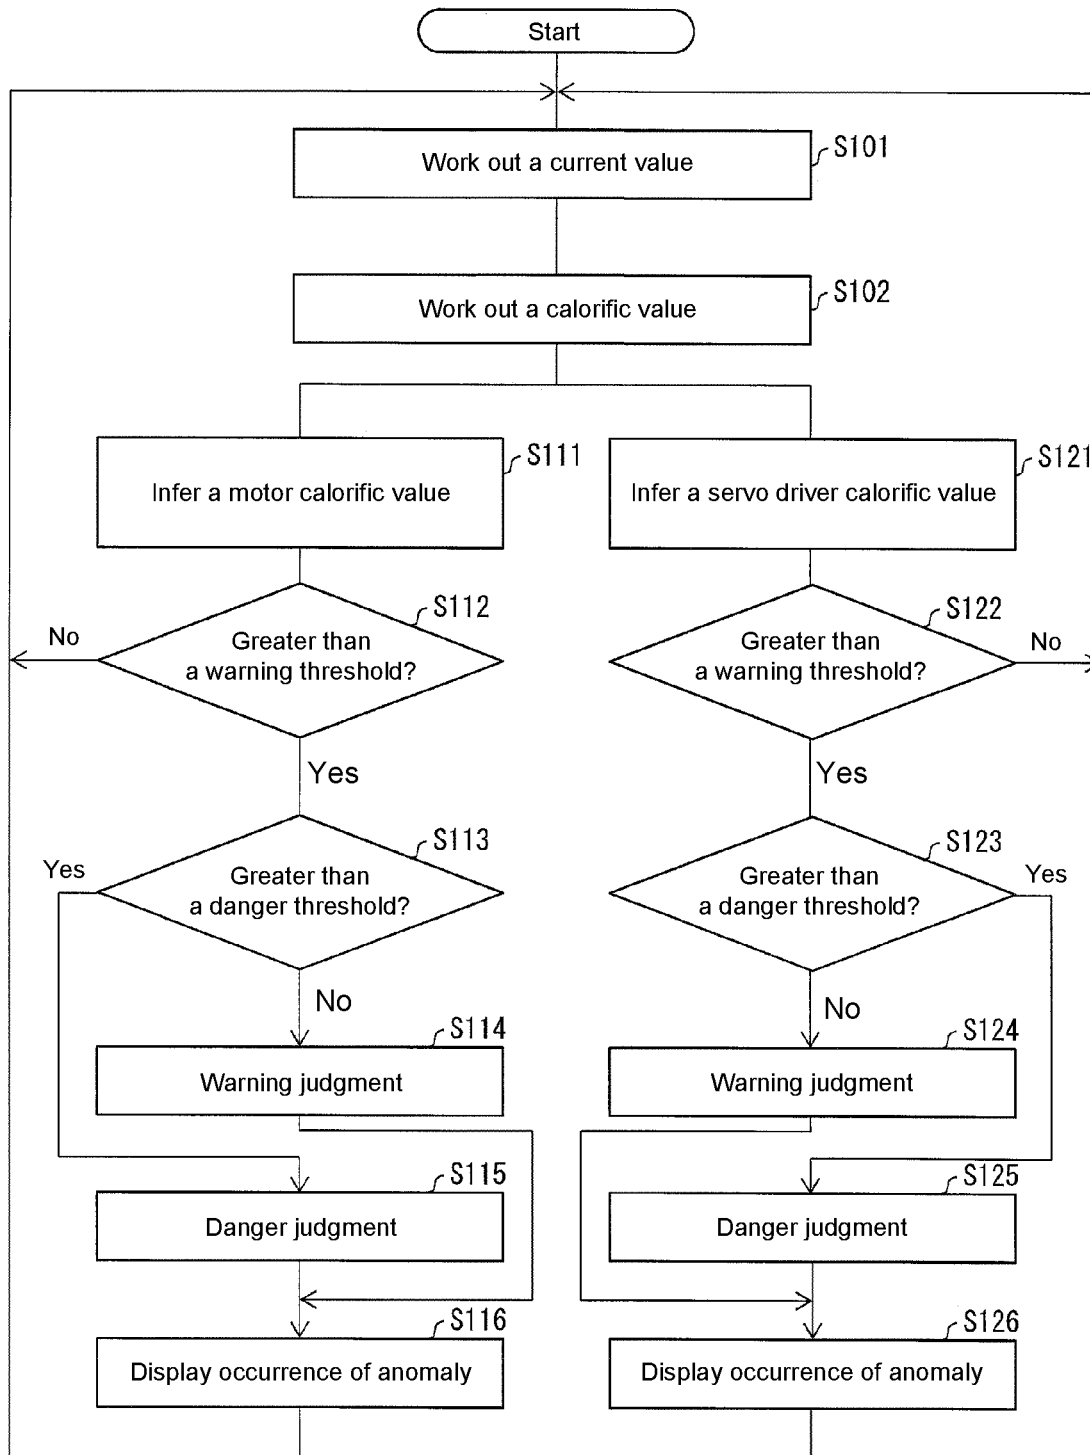 Start
Work out a current value
S101
Work out a calorific value
S102
Infer a motor calorific value
S111
Infer a servo driver calorific value
S121
Greater than
a warning threshold?
S112
No
Yes
Greater than
a warning threshold?
S122
No
Yes
Greater than
a danger threshold?
S113
Yes
No
Greater than
a danger threshold?
S123
Yes
No
Warning judgment
S114
Warning judgment
S124
Danger judgment
S115
Danger judgment
S125
Display occurrence of anomaly
S116
Display occurrence of anomaly
S126